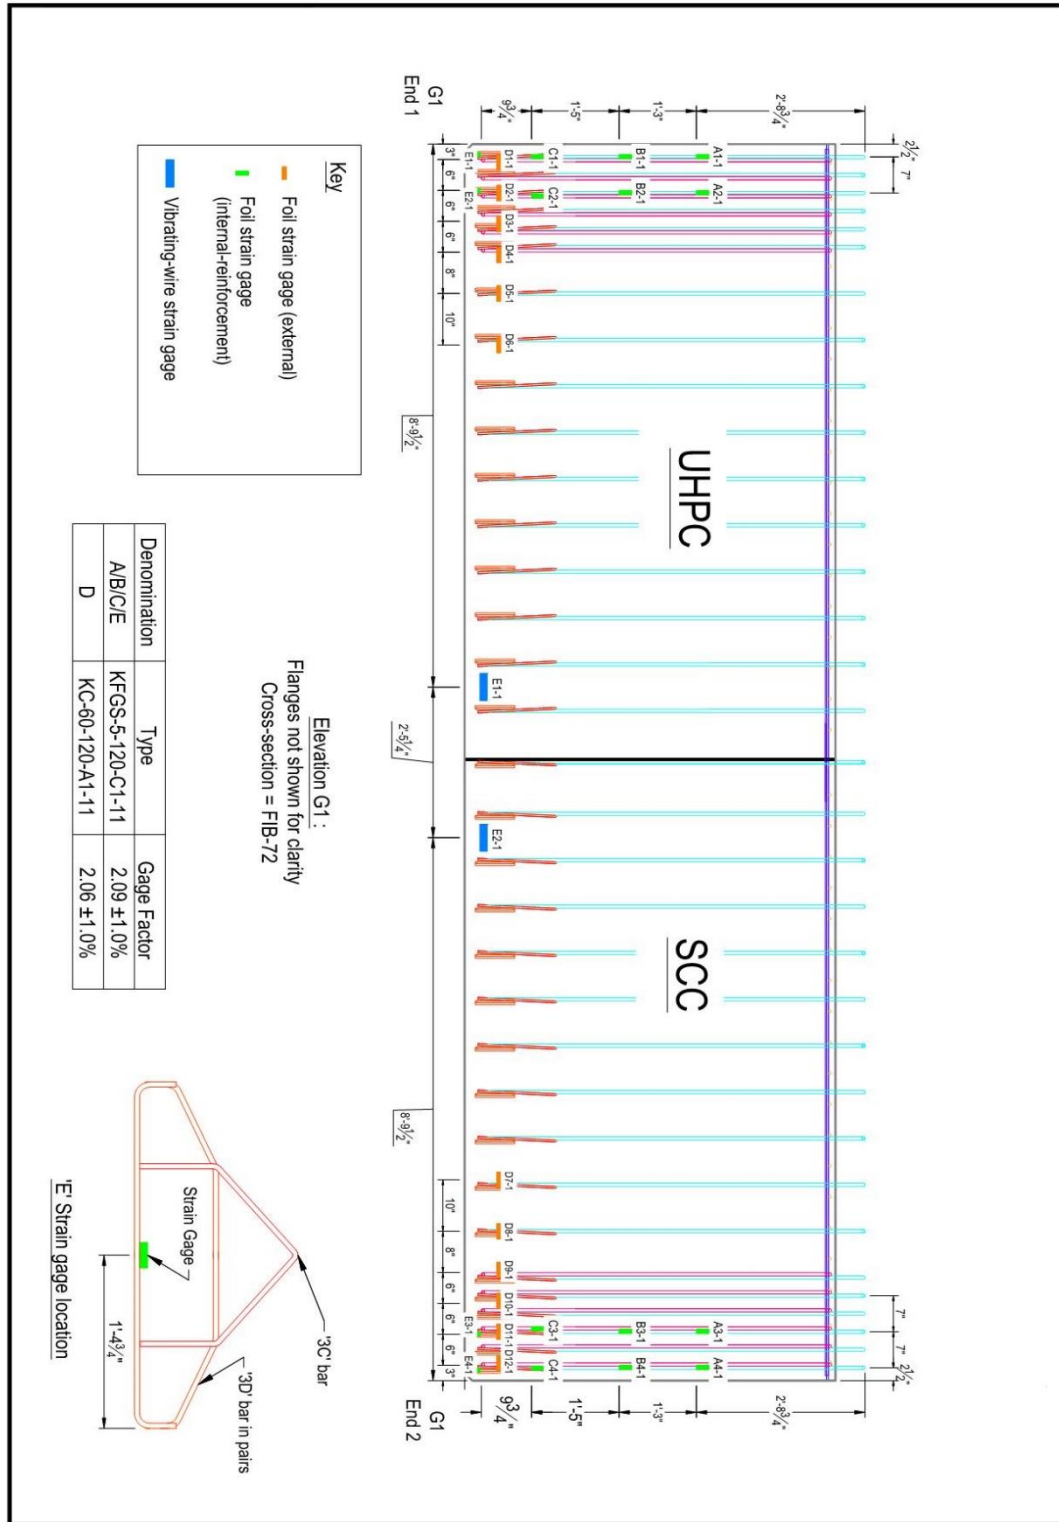 2'-8¾"
1'-3"
1'-5"
9¾"
G1
End 1
2½"
7"
A1-1
A2-1
B1-1
B2-1
C1-1
C2-1
D1-1
D2-1
D3-1
D4-1
D5-1
D6-1
E1-1
E2-1
3"
6"
6"
6"
8"
10"
8'-9½"
UHPC
E1-1
2'-5¼"
E2-1
SCC
8'-9½"
D7-1
D8-1
D9-1
D10-1
D11-1
D12-1
10"
8"
6"
6"
6"
3"
E3-1
E4-1
C3-1
C4-1
B3-1
B4-1
A3-1
A4-1
7"
7"
2½"
2'-8¾"
1'-3"
1'-5"
9¾"
G1
End 2
Key
Foil strain gage (external)
Foil strain gage
(internal-reinforcement)
Vibrating-wire strain gage
Elevation G1 :
Flanges not shown for clarity
Cross-section = FIB-72
Denomination Type Gage Factor
A/B/C/E KFGS-5-120-C1-11 2.09 ±1.0%
D KC-60-120-A1-11 2.06 ±1.0%
'3C' bar
Strain Gage
'3D' bar in pairs
1'-4¾"
'E' Strain gage location